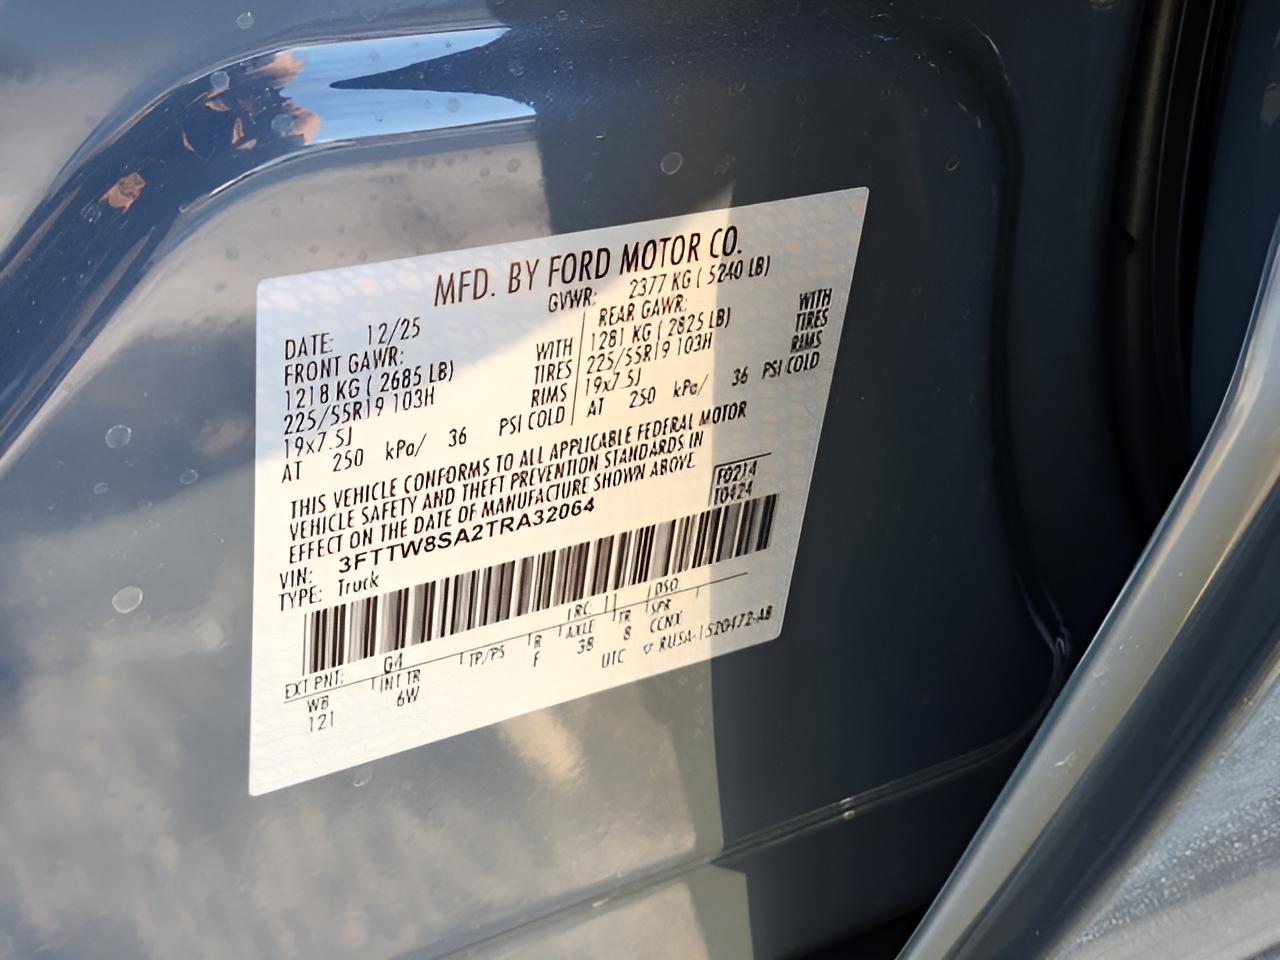 MFD. BY FORD MOTOR CO.
DATE: 12/25 GVWR: 2377 KG ( 5240 LB)
FRONT GAWR: REAR GAWR:
1218 KG ( 2685 LB) WITH 1281 KG ( 2825 LB) WITH
225/55R19 103H TIRES 225/55R19 103H TIRES
19x7.5J RIMS 19x7.5J RIMS
AT 250 kPa/ 36 PSI COLD AT 250 kPa/ 36 PSI COLD
THIS VEHICLE CONFORMS TO ALL APPLICABLE FEDERAL MOTOR
VEHICLE SAFETY AND THEFT PREVENTION STANDARDS IN
EFFECT ON THE DATE OF MANUFACTURE SHOWN ABOVE
F0214
T0424
VIN: 3FTTW8SA2TRA32064
TYPE: Truck
EXT PNT: G4 RC: DSO:
WB INT TR TP/PS R AXLE TR SPR
121 6W F 38 8 CCNX
UTC